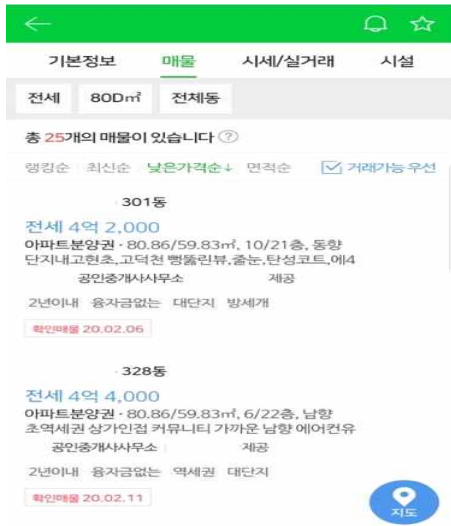 기본정보 매물 시세/실거래 시설
전세 80D㎡ 전체동
총 25개의 매물이 있습니다 ?
랭킹순 최신순 낮은가격순↓ 면적순 거래가능 우선
301동
전세 4억 2,000
아파트분양권 · 80.86/59.83㎡, 10/21층, 동향
단지내고현초,고덕천 뻥뚫린뷰,줄눈,탄성코트,에4
공인중개사사무소 제공
2년이내 융자금없는 대단지 방세개
확인매물 20.02.06
328동
전세 4억 4,000
아파트분양권 · 80.86/59.83㎡, 6/22층, 남향
초역세권 상가인접 커뮤니티 가까운 남향 에어컨유
공인중개사사무소 제공
2년이내 융자금없는 역세권 대단지
확인매물 20.02.11
지도